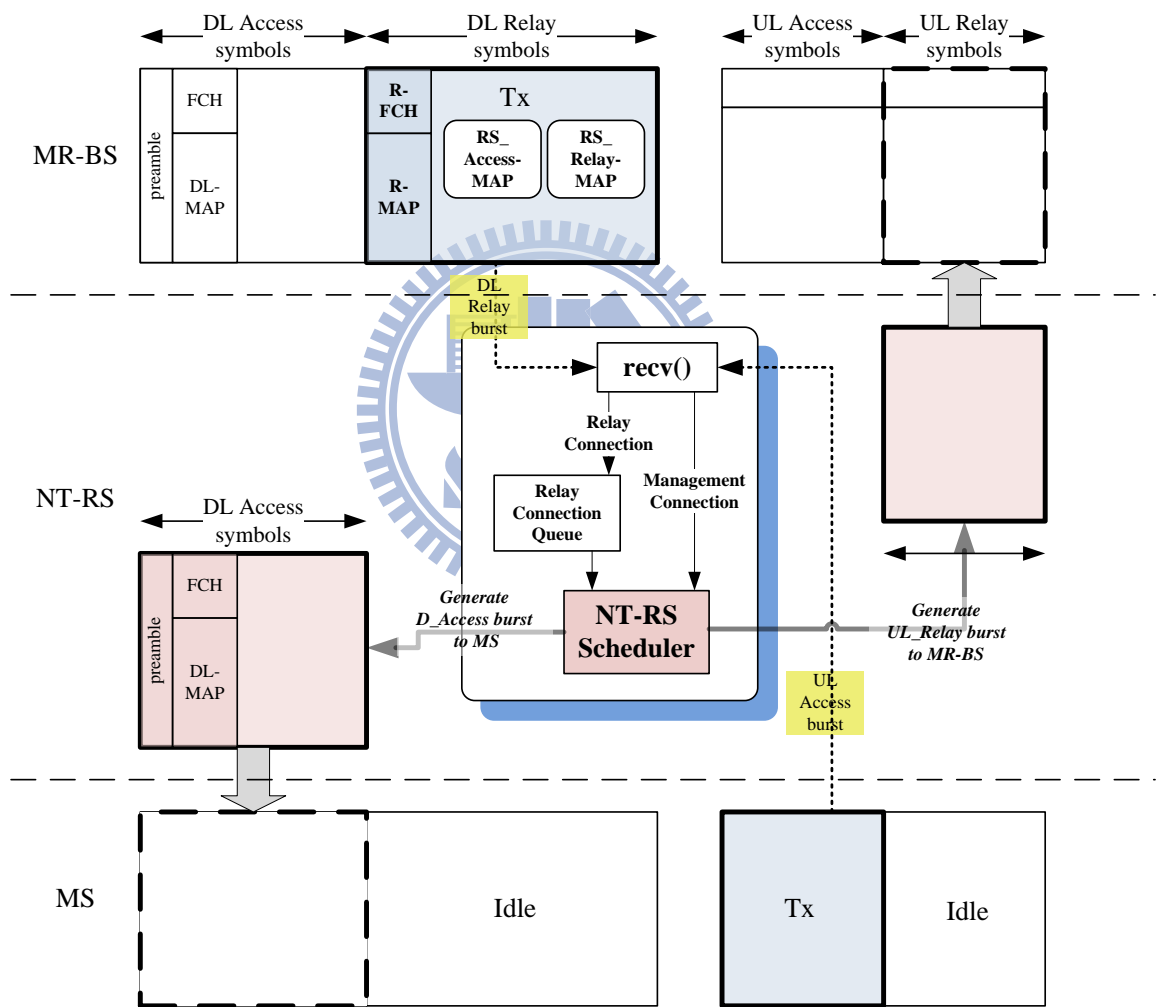 DL Access
symbols
DL Relay
symbols
UL Access
symbols
UL Relay
symbols
MR-BS
preamble
FCH
DL-
MAP
R-
FCH
R-
MAP
Tx
RS_
Access-
MAP
RS_
Relay-
MAP
DL
Relay
burst
NT-RS
recv()
Relay
Connection
Management
Connection
Relay
Connection
Queue
NT-RS
Scheduler
DL Access
symbols
preamble
FCH
DL-
MAP
Generate
D_Access burst
to MS
Generate
UL_Relay burst
to MR-BS
UL
Access
burst
MS
Idle
Tx
Idle